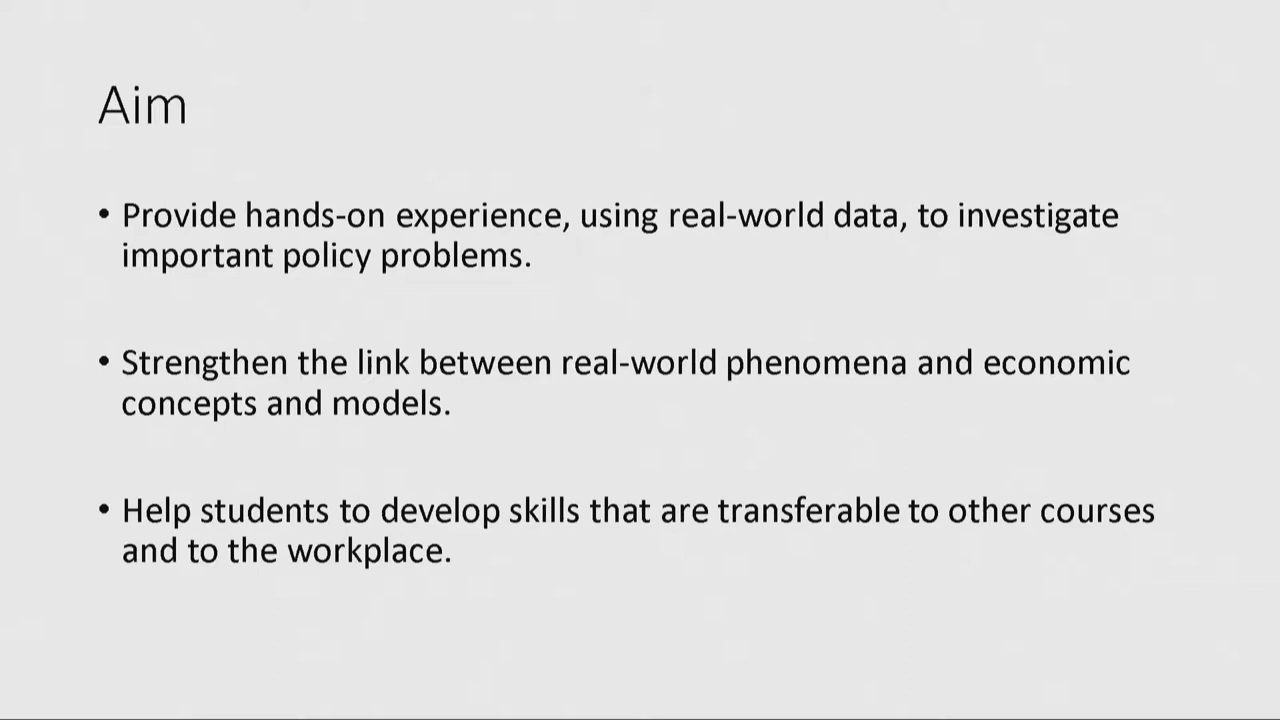 Aim
• Provide hands-on experience, using real-world data, to investigate
important policy problems.
• Strengthen the link between real-world phenomena and economic
concepts and models.
• Help students to develop skills that are transferable to other courses
and to the workplace.